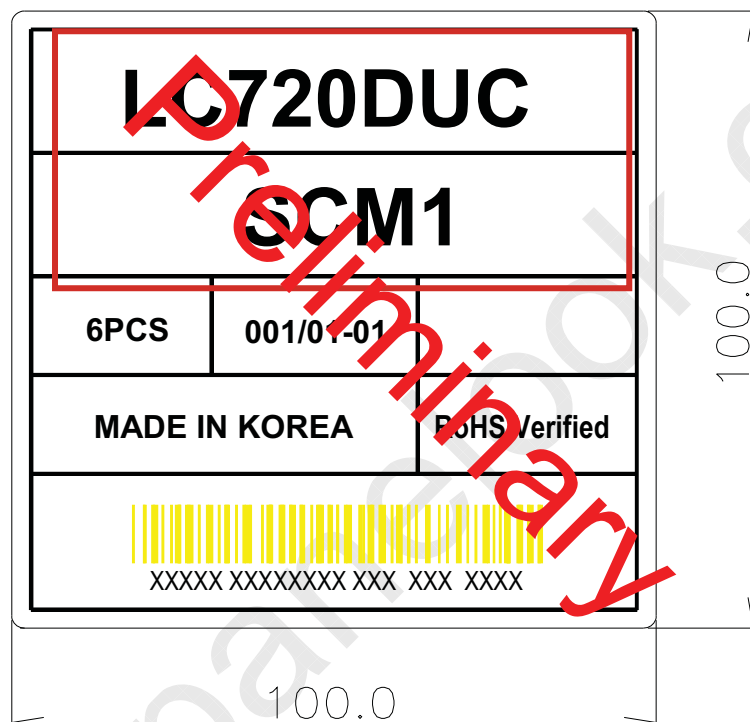 LC720DUC
SCM1
6PCS 001/01-01
MADE IN KOREA RoHS Verified
XXXXX XXXXXXXX XXX XXX XXXX
Preliminary
100.0
100.0